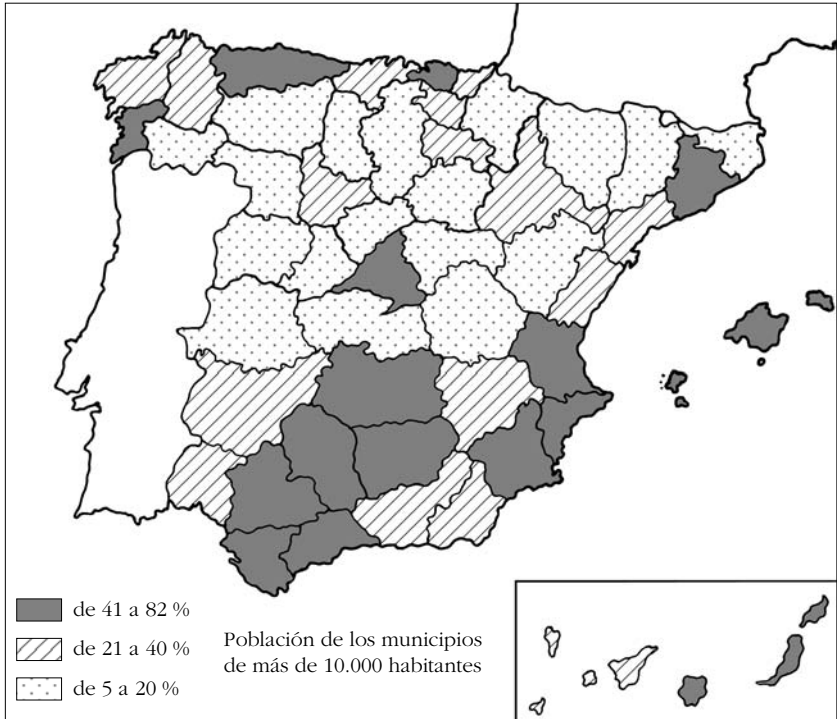 de 41 a 82 %
de 21 a 40 %
de 5 a 20 %
Población de los municipios
de más de 10.000 habitantes